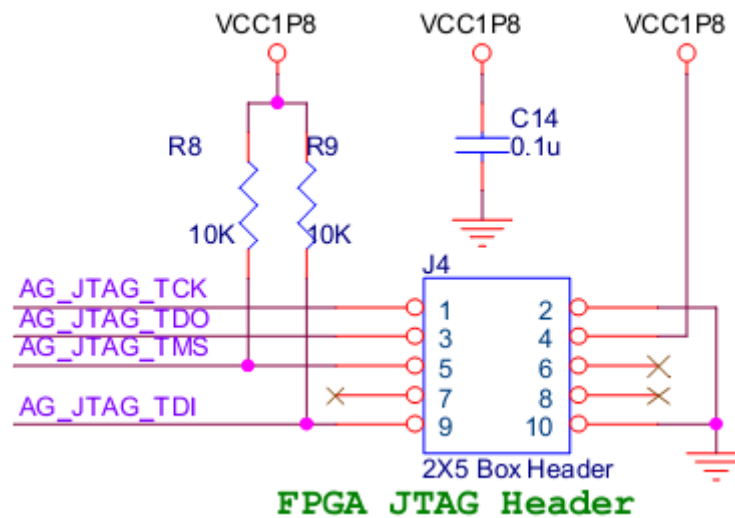 VCC1P8 VCC1P8 VCC1P8
C14
0.1u
R8 R9
10K 10K
J4
AG_JTAG_TCK 1 2
AG_JTAG_TDO 3 4
AG_JTAG_TMS 5 6
7 8
AG_JTAG_TDI 9 10
2X5 Box Header
FPGA JTAG Header